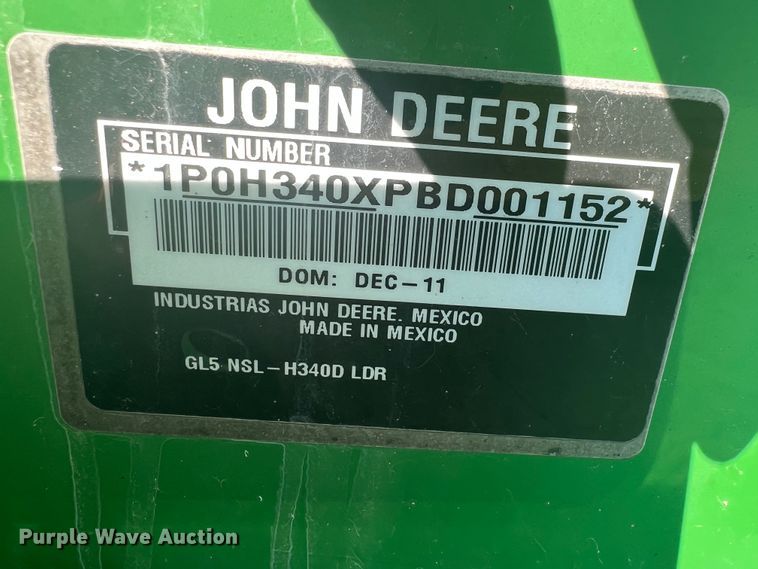 JOHN DEERE
SERIAL NUMBER
*1P0H340XPBD001152*
DOM: DEC-11
INDUSTRIAS JOHN DEERE. MEXICO
MADE IN MEXICO
GL5 NSL-H340D LDR
Purple Wave Auction